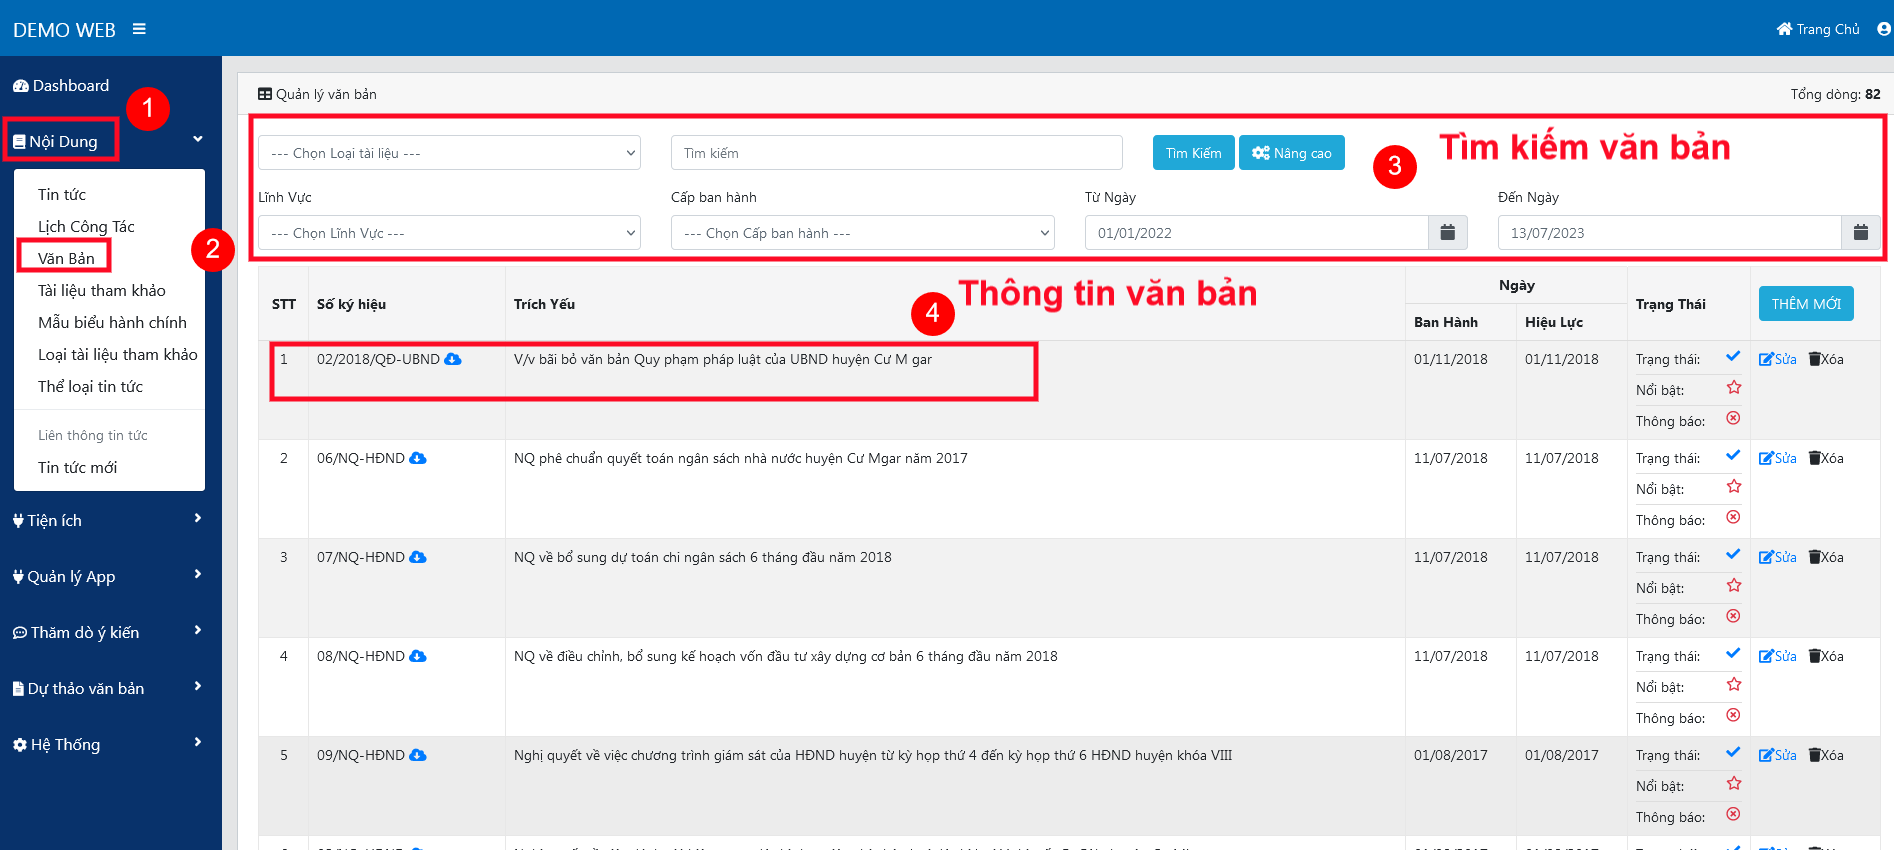 DEMO WEB
Trang Chủ
Dashboard
1
Nội Dung
Tin tức
Lịch Công Tác
Văn Bản
2
Tài liệu tham khảo
Mẫu biểu hành chính
Loại tài liệu tham khảo
Thể loại tin tức
Liên thông tin tức
Tin tức mới
Tiện ích
Quản lý App
Thăm dò ý kiến
Dự thảo văn bản
Hệ Thống
Quản lý văn bản
Tổng dòng: 82
--- Chọn Loại tài liệu --- Tìm kiếm Tìm Kiếm Nâng cao
3 Tìm kiếm văn bản
Lĩnh Vực Cấp ban hành Từ Ngày Đến Ngày
--- Chọn Lĩnh Vực --- --- Chọn Cấp ban hành --- 01/01/2022 13/07/2023
4 Thông tin văn bản
STT Số ký hiệu Trích Yếu Ngày Trạng Thái THÊM MỚI
Ban Hành Hiệu Lực
1 02/2018/QĐ-UBND V/v bãi bỏ văn bản Quy phạm pháp luật của UBND huyện Cư M gar 01/11/2018 01/11/2018 Trạng thái: Sửa Xóa
Nổi bật:
Thông báo:
2 06/NQ-HĐND NQ phê chuẩn quyết toán ngân sách nhà nước huyện Cư Mgar năm 2017 11/07/2018 11/07/2018 Trạng thái: Sửa Xóa
Nổi bật:
Thông báo:
3 07/NQ-HĐND NQ về bổ sung dự toán chi ngân sách 6 tháng đầu năm 2018 11/07/2018 11/07/2018 Trạng thái: Sửa Xóa
Nổi bật:
Thông báo:
4 08/NQ-HĐND NQ về điều chỉnh, bổ sung kế hoạch vốn đầu tư xây dựng cơ bản 6 tháng đầu năm 2018 11/07/2018 11/07/2018 Trạng thái: Sửa Xóa
Nổi bật:
Thông báo:
5 09/NQ-HĐND Nghị quyết về việc chương trình giám sát của HĐND huyện từ kỳ họp thứ 4 đến kỳ họp thứ 6 HĐND huyện khóa VIII 01/08/2017 01/08/2017 Trạng thái: Sửa Xóa
Nổi bật:
Thông báo: